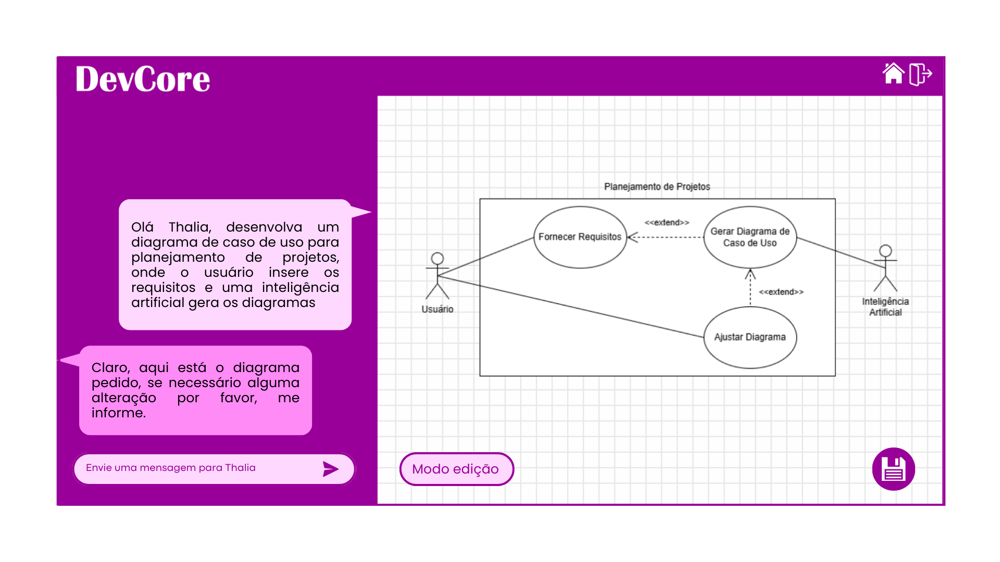 DevCore
Olá Thalia, desenvolva um
diagrama de caso de uso para
planejamento de projetos,
onde o usuário insere os
requisitos e uma inteligência
artificial gera os diagramas
Claro, aqui está o diagrama
pedido, se necessário alguma
alteração por favor, me
informe.
Envie uma mensagem para Thalia
Planejamento de Projetos
Fornecer Requisitos
<<extend>>
Gerar Diagrama de
Caso de Uso
<<extend>>
Ajustar Diagrama
Usuário
Inteligência
Artificial
Modo edição